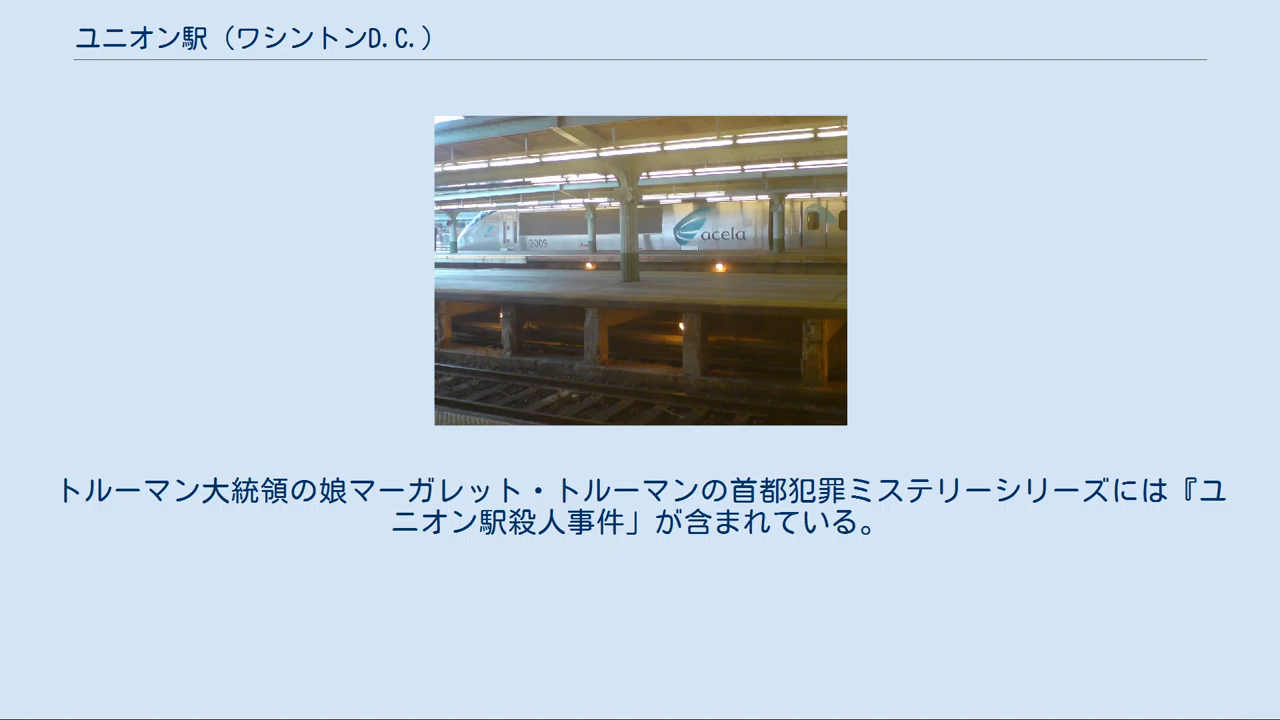 ユニオン駅（ワシントンD.C.）
acela
2009
トルーマン大統領の娘マーガレット・トルーマンの首都犯罪ミステリーシリーズには『ユ
ニオン駅殺人事件」が含まれている。